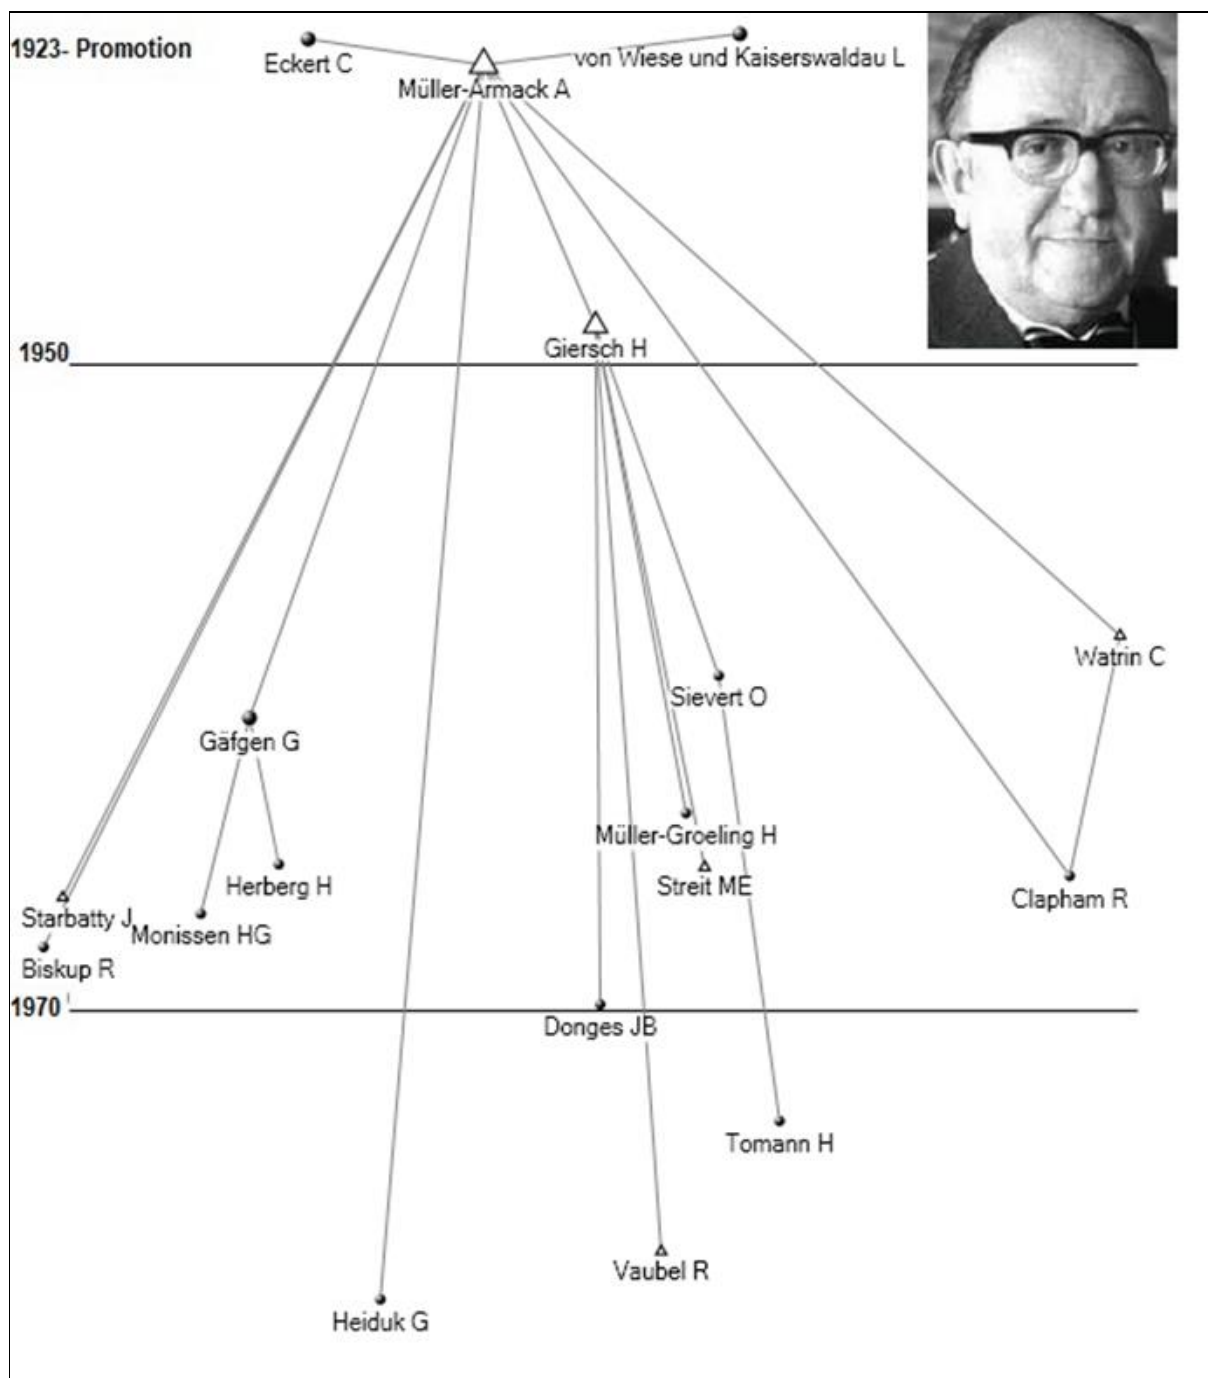 1923- Promotion
Eckert C
von Wiese und Kaiserswaldau L
Müller-Armack A
1950
Giersch H
Watrin C
Sievert O
Gäfgen G
Müller-Groeling H
Herberg H
Streit ME
Clapham R
Starbatty J
Monissen HG
Biskup R
1970
Donges JB
Tomann H
Vaubel R
Heiduk G